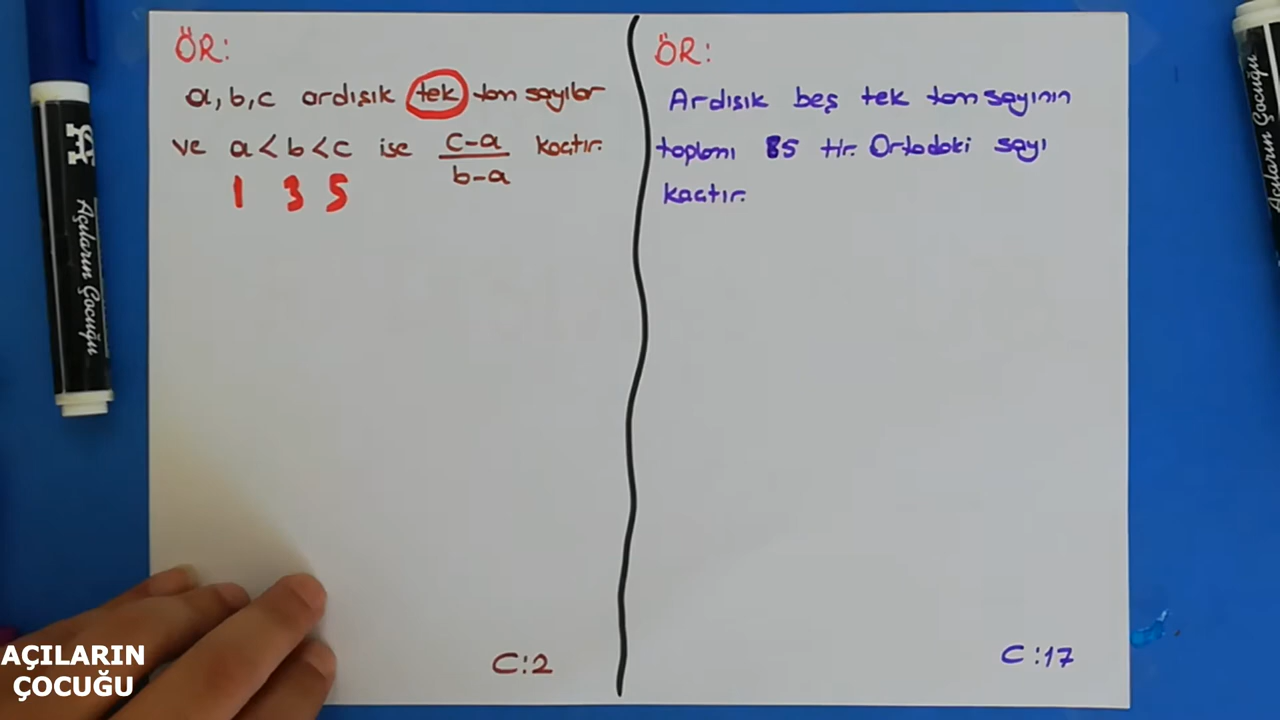 ÖR:
a, b, c ardışık tek tam sayılar
ve a < b < c ise c-a / b-a kaçtır.
1 3 5
C:2
ÖR:
Ardışık beş tek tam sayının
toplamı 85 tir. Ortadaki sayı
kaçtır.
C:17
Açıların Çocuğu
Açıların Çocuğu
AÇILARIN
ÇOCUĞU